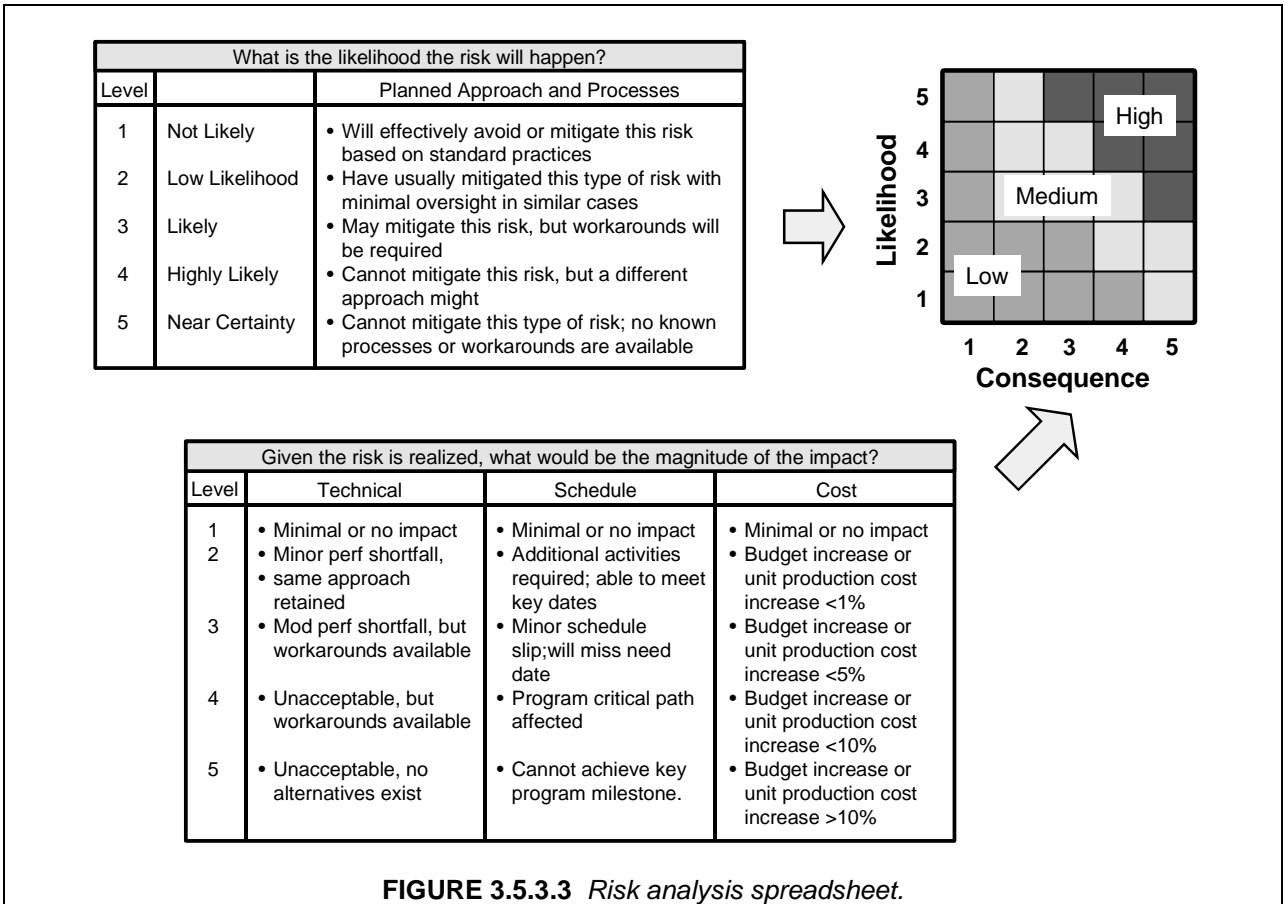 What is the likelihood the risk will happen?
Level
Planned Approach and Processes
1
Not Likely
• Will effectively avoid or mitigate this risk
based on standard practices
2
Low Likelihood
• Have usually mitigated this type of risk with
minimal oversight in similar cases
3
Likely
• May mitigate this risk, but workarounds will
be required
4
Highly Likely
• Cannot mitigate this risk, but a different
approach might
5
Near Certainty
• Cannot mitigate this type of risk; no known
processes or workarounds are available
Likelihood
5
4
3
2
1
High
Medium
Low
1 2 3 4 5
Consequence
Given the risk is realized, what would be the magnitude of the impact?
Level
Technical
Schedule
Cost
1
• Minimal or no impact
• Minimal or no impact
• Minimal or no impact
2
• Minor perf shortfall,
• same approach
retained
• Additional activities
required; able to meet
key dates
• Budget increase or
unit production cost
increase <1%
3
• Mod perf shortfall, but
workarounds available
• Minor schedule
slip;will miss need
date
• Budget increase or
unit production cost
increase <5%
4
• Unacceptable, but
workarounds available
• Program critical path
affected
• Budget increase or
unit production cost
increase <10%
5
• Unacceptable, no
alternatives exist
• Cannot achieve key
program milestone.
• Budget increase or
unit production cost
increase >10%
FIGURE 3.5.3.3 Risk analysis spreadsheet.